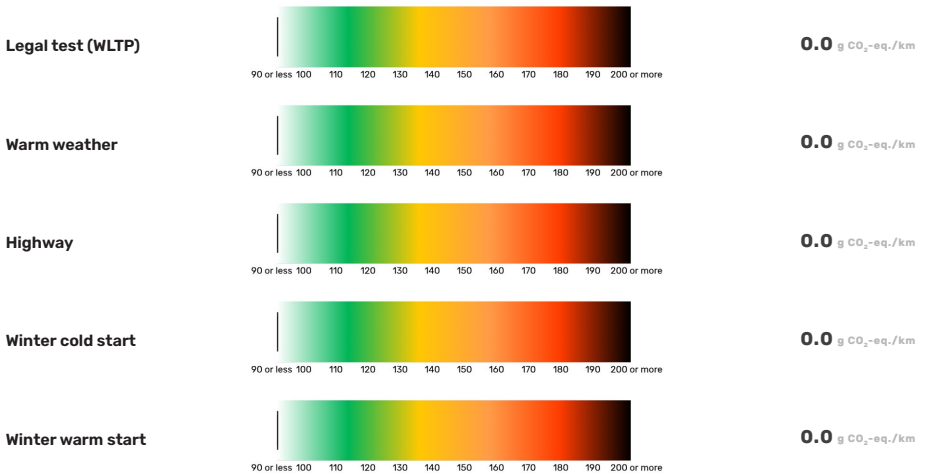 Legal test (WLTP)
0.0 g CO₂-eq./km
90 or less 100 110 120 130 140 150 160 170 180 190 200 or more
Warm weather
0.0 g CO₂-eq./km
90 or less 100 110 120 130 140 150 160 170 180 190 200 or more
Highway
0.0 g CO₂-eq./km
90 or less 100 110 120 130 140 150 160 170 180 190 200 or more
Winter cold start
0.0 g CO₂-eq./km
90 or less 100 110 120 130 140 150 160 170 180 190 200 or more
Winter warm start
0.0 g CO₂-eq./km
90 or less 100 110 120 130 140 150 160 170 180 190 200 or more